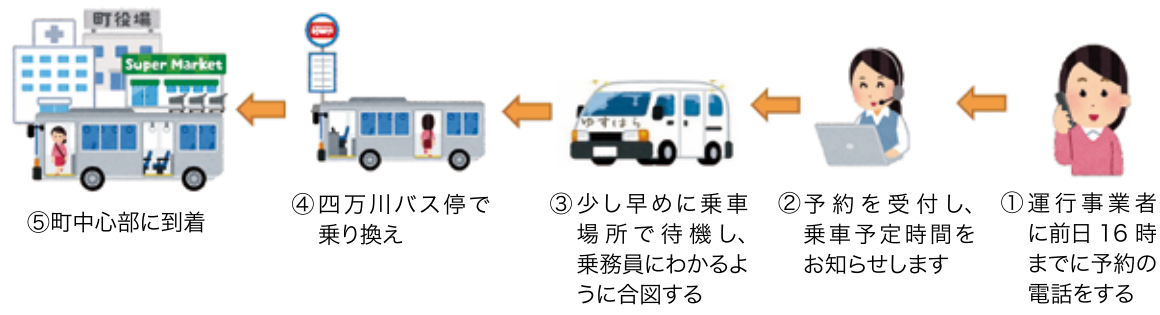 町役場
Super Market
ゆすはら
①運行事業者
に前日16時
までに予約の
電話をする
②予約を受付し、
乗車予定時間を
お知らせします
③少し早めに乗車
場所で待機し、
乗務員にわかるよ
うに合図する
④四万川バス停で
乗り換え
⑤町中心部に到着